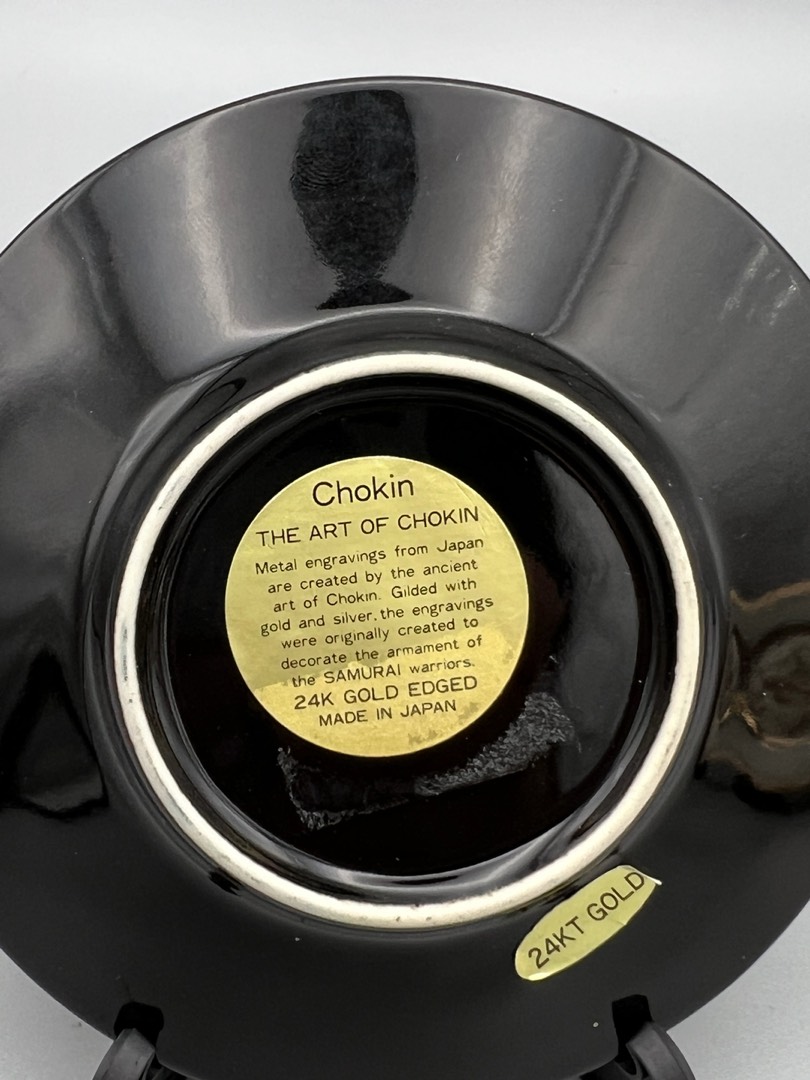 Chokin
THE ART OF CHOKIN
Metal engravings from Japan
are created by the ancient
art of Chokin. Gilded with
gold and silver, the engravings
were originally created to
decorate the armament of
the SAMURAI warriors.
24K GOLD EDGED
MADE IN JAPAN
24KT GOLD